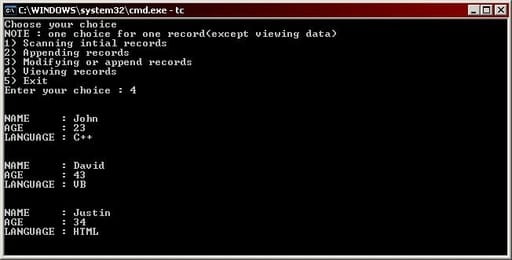 C:\WINDOWS\system32\cmd.exe - tc
Choose your choice
NOTE : one choice for one record(except viewing data)
1) Scanning intial records
2) Appending records
3) Modifying or append records
4) Viewing records
5) Exit
Enter your choice : 4
NAME : John
AGE : 23
LANGUAGE : C++
NAME : David
AGE : 43
LANGUAGE : VB
NAME : Justin
AGE : 34
LANGUAGE : HTML